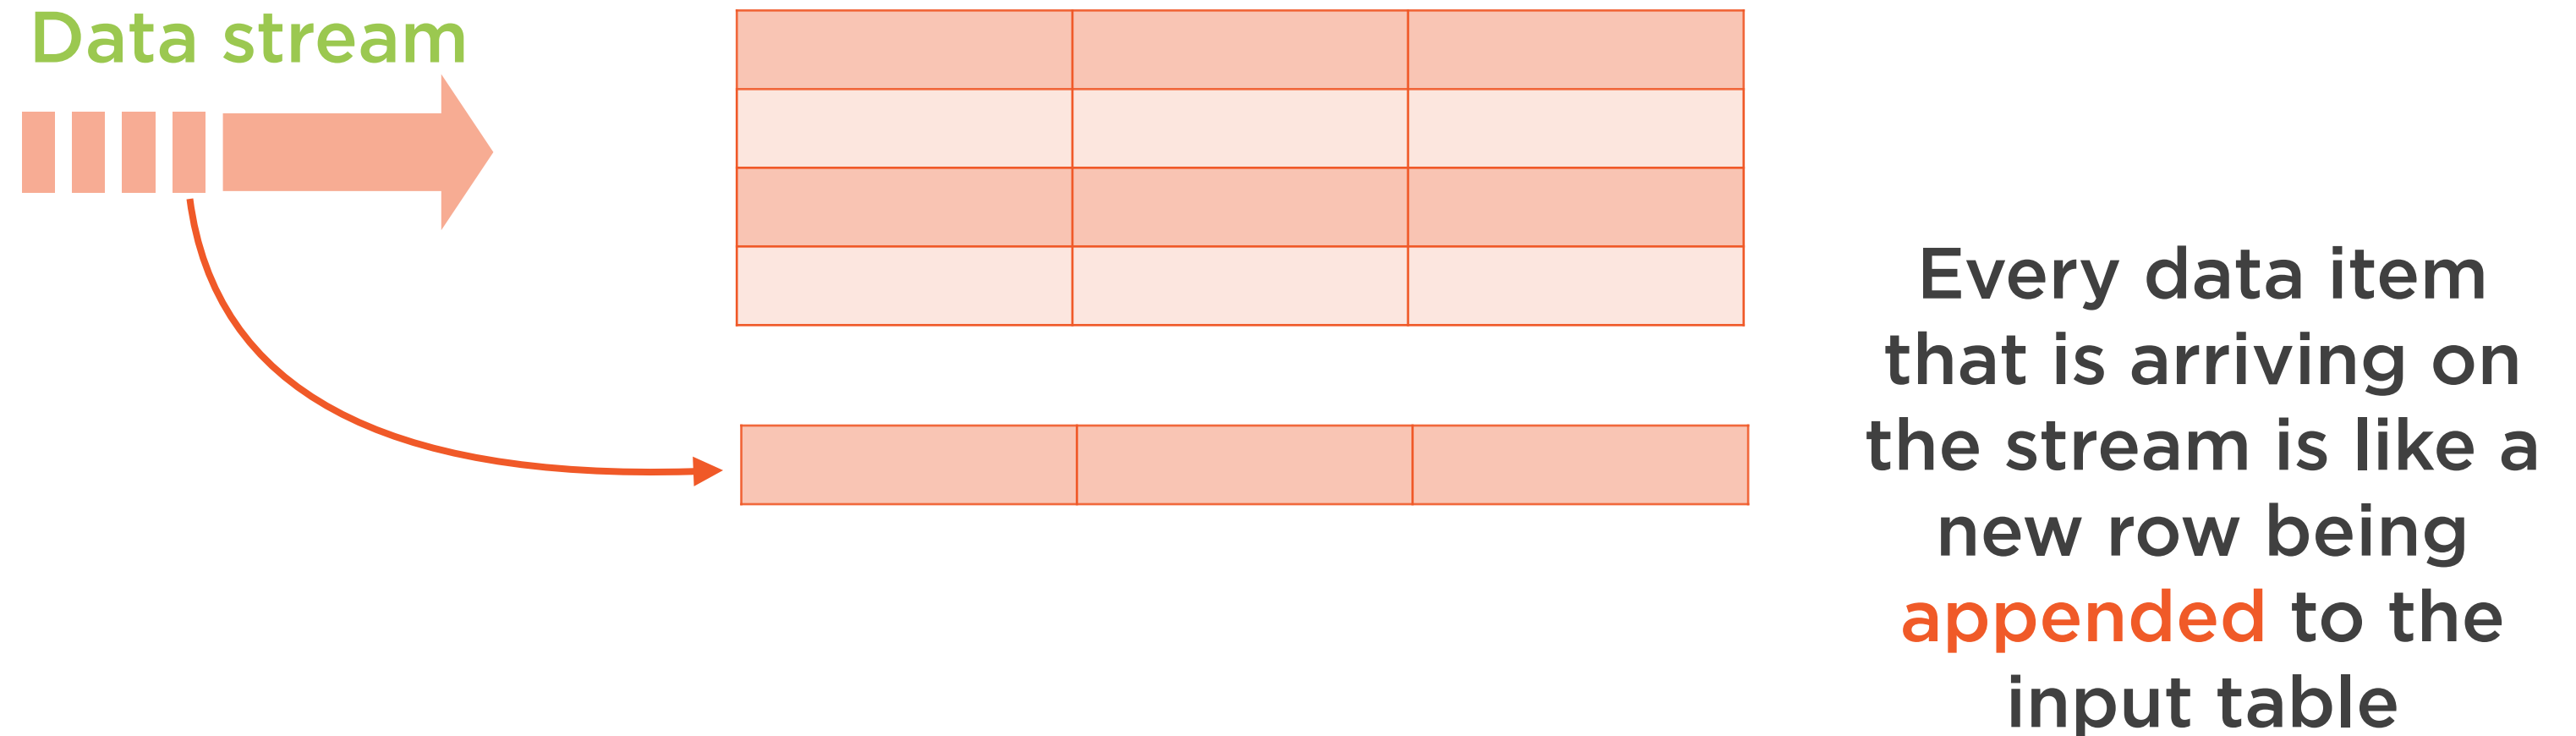 Data stream
Every data item
that is arriving on
the stream is like a
new row being
appended to the
input table